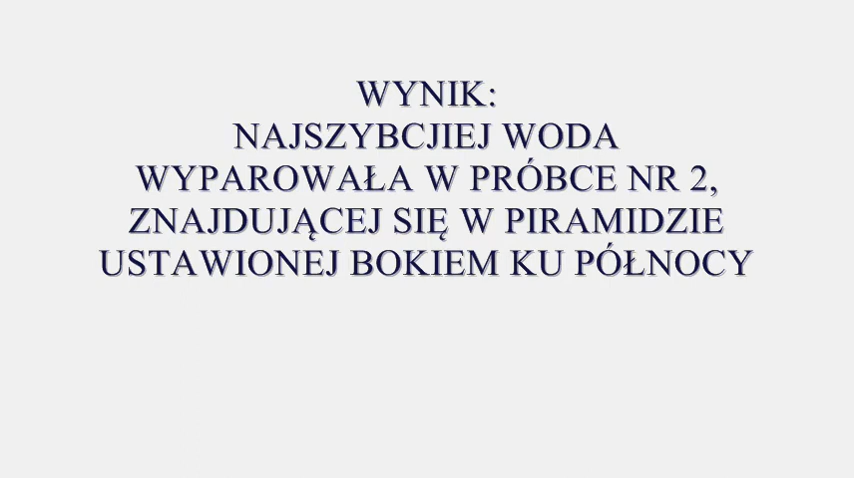 WYNIK:
NAJSZYBCJIEJ WODA
WYPAROWAŁA W PRÓBCE NR 2,
ZNAJDUJĄCEJ SIĘ W PIRAMIDZIE
USTAWIONEJ BOKIEM KU PÓŁNOCY